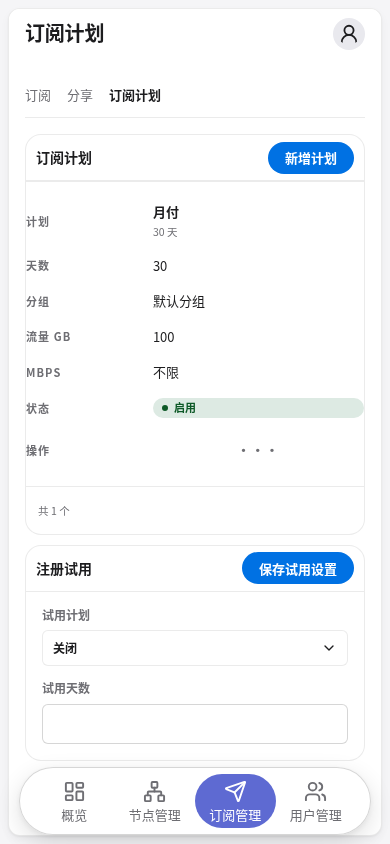 订阅计划
订阅 分享 订阅计划
订阅计划 新增计划
计划 月付
30 天
天数 30
分组 默认分组
流量 GB 100
MBPS 不限
状态 启用
操作 • • •
共 1 个
注册试用 保存试用设置
试用计划
关闭
试用天数
概览 节点管理 订阅管理 用户管理